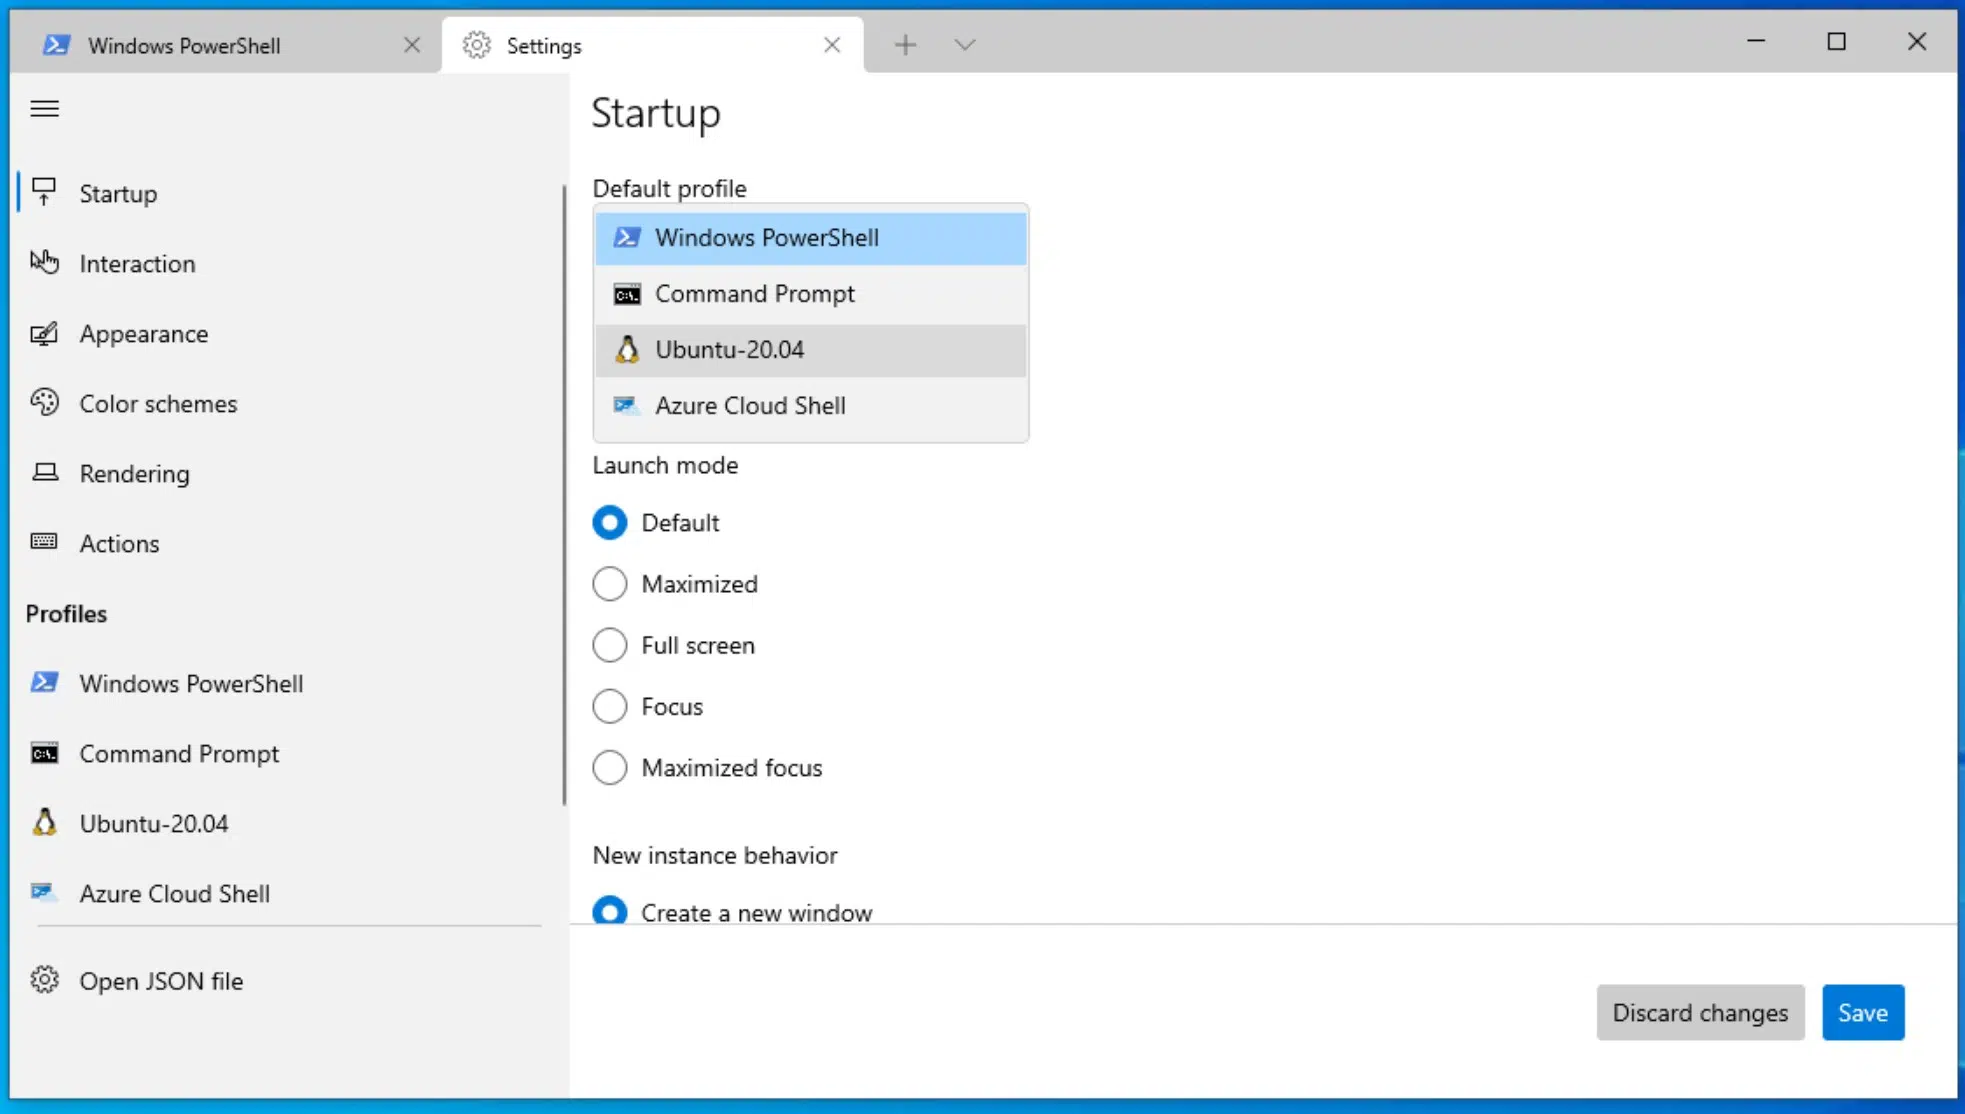 Windows PowerShell
Settings
Startup
Interaction
Appearance
Color schemes
Rendering
Actions
Profiles
Windows PowerShell
Command Prompt
Ubuntu-20.04
Azure Cloud Shell
Open JSON file
Startup
Default profile
Windows PowerShell
Command Prompt
Ubuntu-20.04
Azure Cloud Shell
Launch mode
Default
Maximized
Full screen
Focus
Maximized focus
New instance behavior
Create a new window
Discard changes
Save